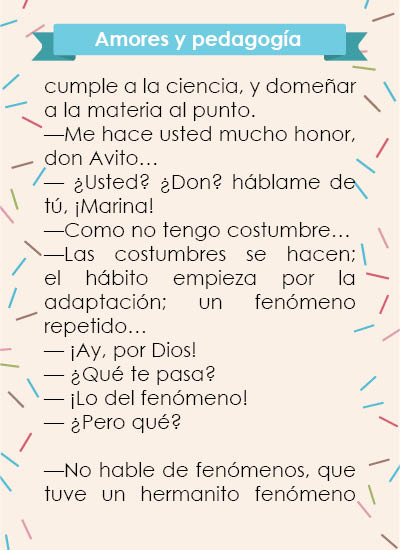 Amores y pedagogía
cumple a la ciencia, y domeñar
a la materia al punto.
—Me hace usted mucho honor,
don Avito…
— ¿Usted? ¿Don? háblame de
tú, ¡Marina!
—Como no tengo costumbre…
—Las costumbres se hacen;
el hábito empieza por la
adaptación; un fenómeno
repetido…
— ¡Ay, por Dios!
— ¿Qué te pasa?
— ¡Lo del fenómeno!
— ¿Pero qué?
—No hable de fenómenos, que
tuve un hermanito fenómeno